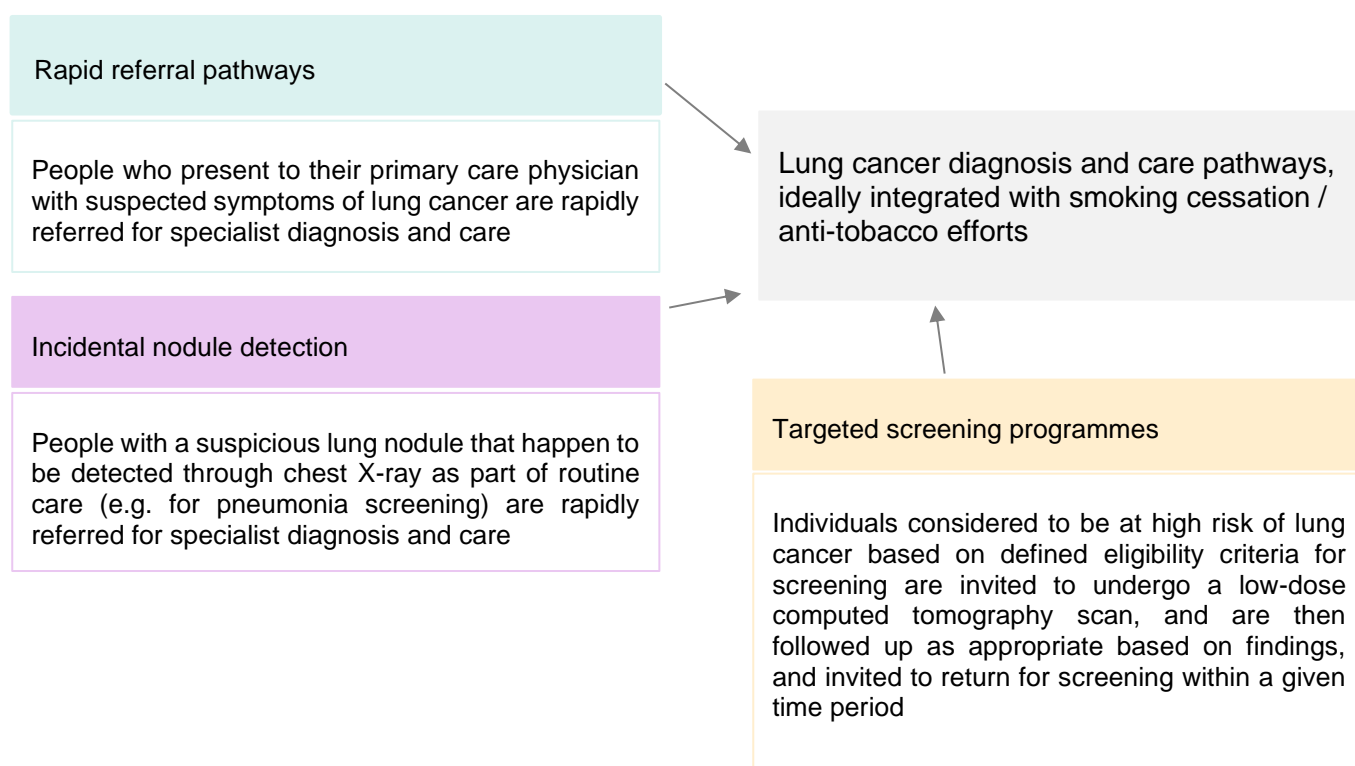 Rapid referral pathways
People who present to their primary care physician
with suspected symptoms of lung cancer are rapidly
referred for specialist diagnosis and care
Incidental nodule detection
People with a suspicious lung nodule that happen to
be detected through chest X-ray as part of routine
care (e.g. for pneumonia screening) are rapidly
referred for specialist diagnosis and care
Lung cancer diagnosis and care pathways,
ideally integrated with smoking cessation /
anti-tobacco efforts
Targeted screening programmes
Individuals considered to be at high risk of lung
cancer based on defined eligibility criteria for
screening are invited to undergo a low-dose
computed tomography scan, and are then
followed up as appropriate based on findings,
and invited to return for screening within a given
time period